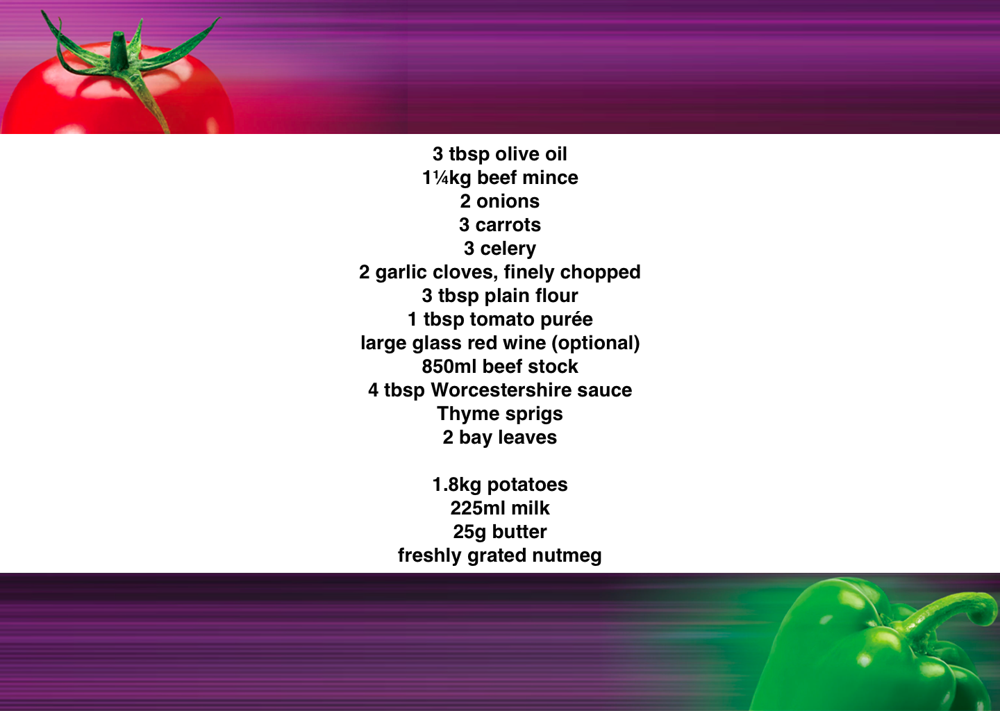 3 tbsp olive oil
1¼kg beef mince
2 onions
3 carrots
3 celery
2 garlic cloves, finely chopped
3 tbsp plain flour
1 tbsp tomato purée
large glass red wine (optional)
850ml beef stock
4 tbsp Worcestershire sauce
Thyme sprigs
2 bay leaves
1.8kg potatoes
225ml milk
25g butter
freshly grated nutmeg